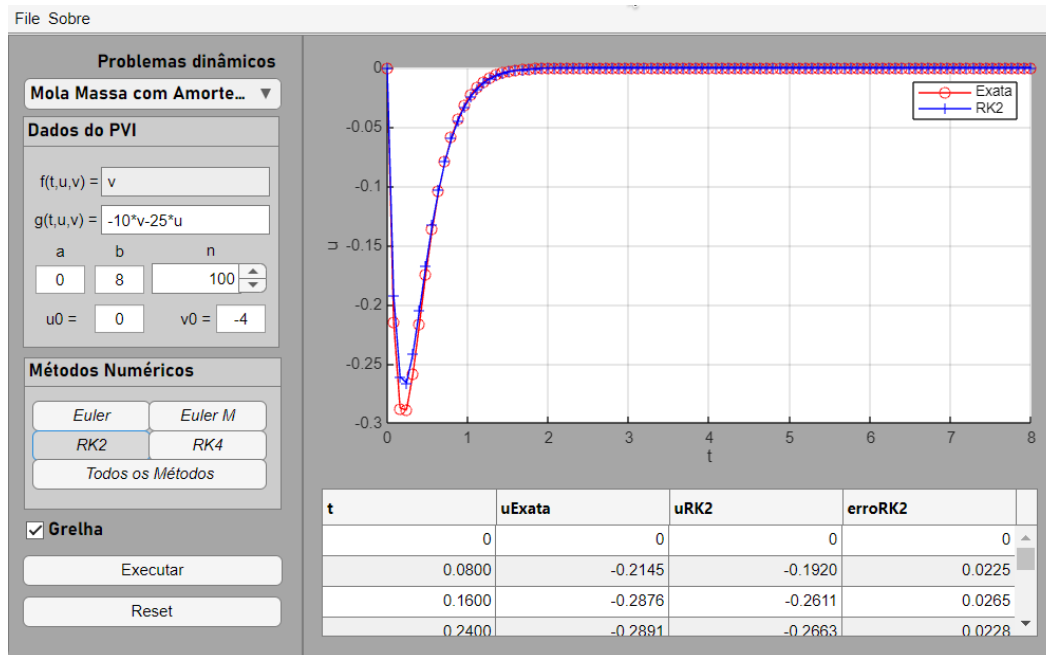 File Sobre
Problemas dinâmicos
Mola Massa com Amorte...
Dados do PVI
f(t,u,v) = v
g(t,u,v) = -10*v-25*u
a b n
0 8 100
u0 = 0 v0 = -4
Métodos Numéricos
Euler Euler M
RK2 RK4
Todos os Métodos
Grelha
Executar
Reset
0
-0.05
-0.1
-0.15
-0.2
-0.25
-0.3
u
0 1 2 3 4 5 6 7 8
t
Exata
RK2
t uExata uRK2 erroRK2
0 0 0 0
0.0800 -0.2145 -0.1920 0.0225
0.1600 -0.2876 -0.2611 0.0265
0.2400 -0.2891 -0.2663 0.0228